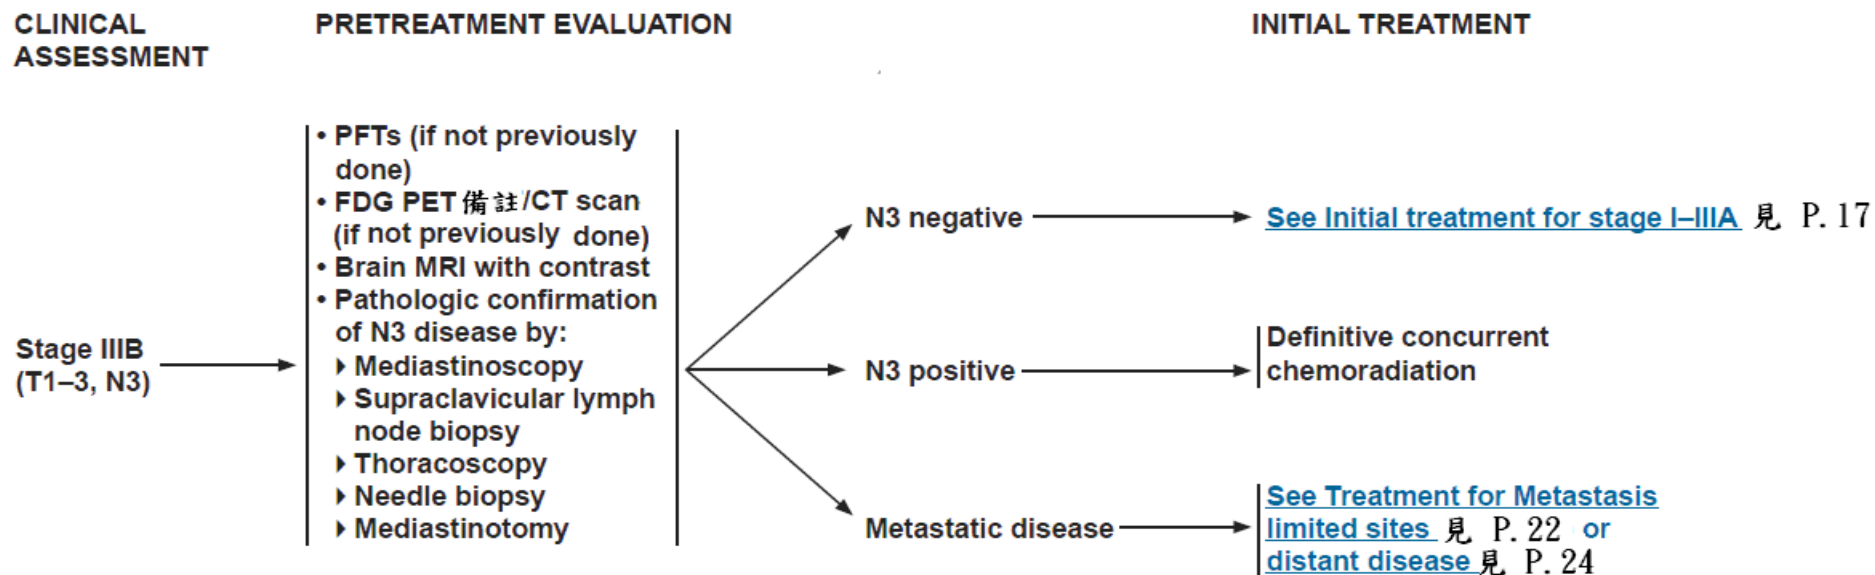 CLINICAL
ASSESSMENT
PRETREATMENT EVALUATION
INITIAL TREATMENT
Stage IIIB
(T1–3, N3)
• PFTs (if not previously
done)
• FDG PET 備註/CT scan
(if not previously done)
• Brain MRI with contrast
• Pathologic confirmation
of N3 disease by:
▸ Mediastinoscopy
▸ Supraclavicular lymph
node biopsy
▸ Thoracoscopy
▸ Needle biopsy
▸ Mediastinotomy
N3 negative
See Initial treatment for stage I–IIIA 見 P.17
N3 positive
Definitive concurrent
chemoradiation
Metastatic disease
See Treatment for Metastasis
limited sites 見 P.22 or
distant disease 見 P.24